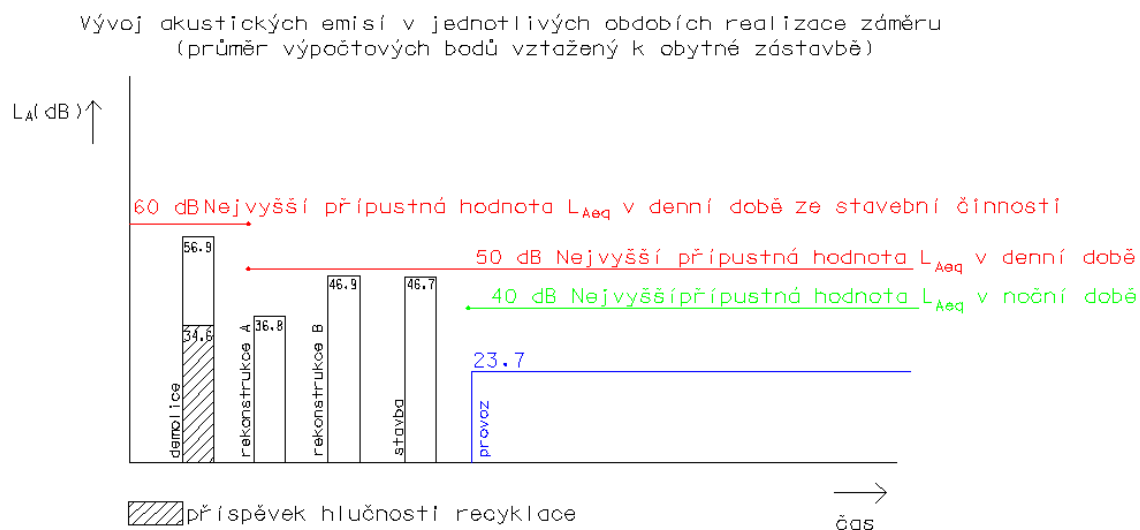 Vývoj akustických emisí v jednotlivých obdobích realizace záměru
(průměr výpočtových bodů vztažený k obytné zástavbě)
LA(dB)
60 dB Nejvyšší přípustná hodnota LAeq v denní době ze stavební činnosti
56.9
50 dB Nejvyšší přípustná hodnota LAeq v denní době
46.9
46.7
40 dB Nejvyššípřípustná hodnota LAeq v noční době
34.6
36.8
23.7
demolice
rekonstrukce A
rekonstrukce B
stavba
provoz
příspěvek hlučnosti recyklace
čas